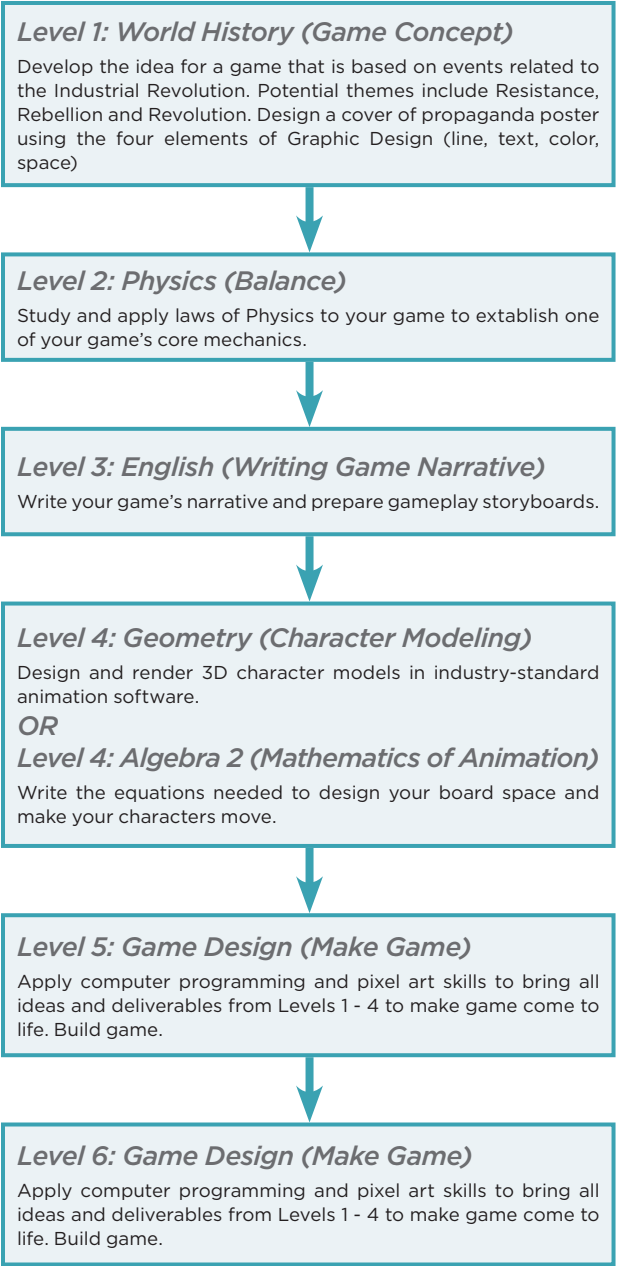 Level 1: World History (Game Concept)
Develop the idea for a game that is based on events related to
the Industrial Revolution. Potential themes include Resistance,
Rebellion and Revolution. Design a cover of propaganda poster
using the four elements of Graphic Design (line, text, color,
space)
Level 2: Physics (Balance)
Study and apply laws of Physics to your game to extablish one
of your game's core mechanics.
Level 3: English (Writing Game Narrative)
Write your game's narrative and prepare gameplay storyboards.
Level 4: Geometry (Character Modeling)
Design and render 3D character models in industry-standard
animation software.
OR
Level 4: Algebra 2 (Mathematics of Animation)
Write the equations needed to design your board space and
make your characters move.
Level 5: Game Design (Make Game)
Apply computer programming and pixel art skills to bring all
ideas and deliverables from Levels 1 - 4 to make game come to
life. Build game.
Level 6: Game Design (Make Game)
Apply computer programming and pixel art skills to bring all
ideas and deliverables from Levels 1 - 4 to make game come to
life. Build game.